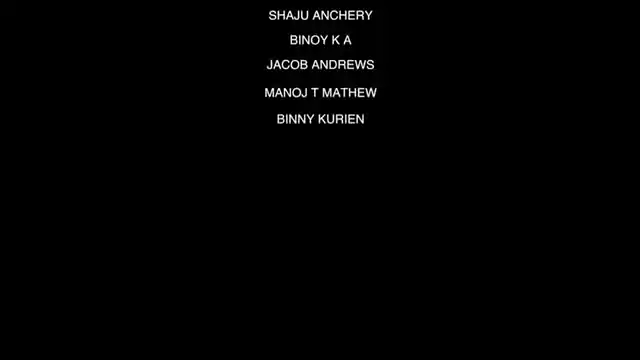 SHAJU ANCHERY
BINOY K A
JACOB ANDREWS
MANOJ T MATHEW
BINNY KURIEN